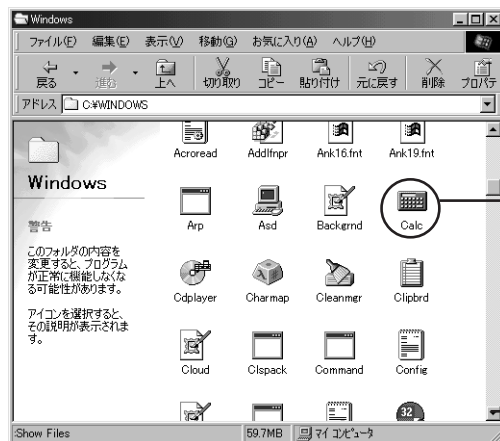 Windows
ファイル(F) 編集(E) 表示(V) 移動(G) お気に入り(A) ヘルプ(H)
戻る 進む 上へ 切り取り コピー 貼り付け 元に戻す 削除 プロパテ
アドレス C:¥WINDOWS
Windows
警告
このフォルダの内容を
変更すると、プログラム
が正常に機能しなくな
る可能性があります。
アイコンを選択すると、
その説明が表示されま
す。
Acroread Addlfnpr Ank16.fnt Ank19.fnt
Arp Asd Backgrnd Calc
Cdplayer Charmap Cleanmgr Clipbrd
Cloud Clspack Command Config
32
Show Files 59.7MB マイ コンピュータ